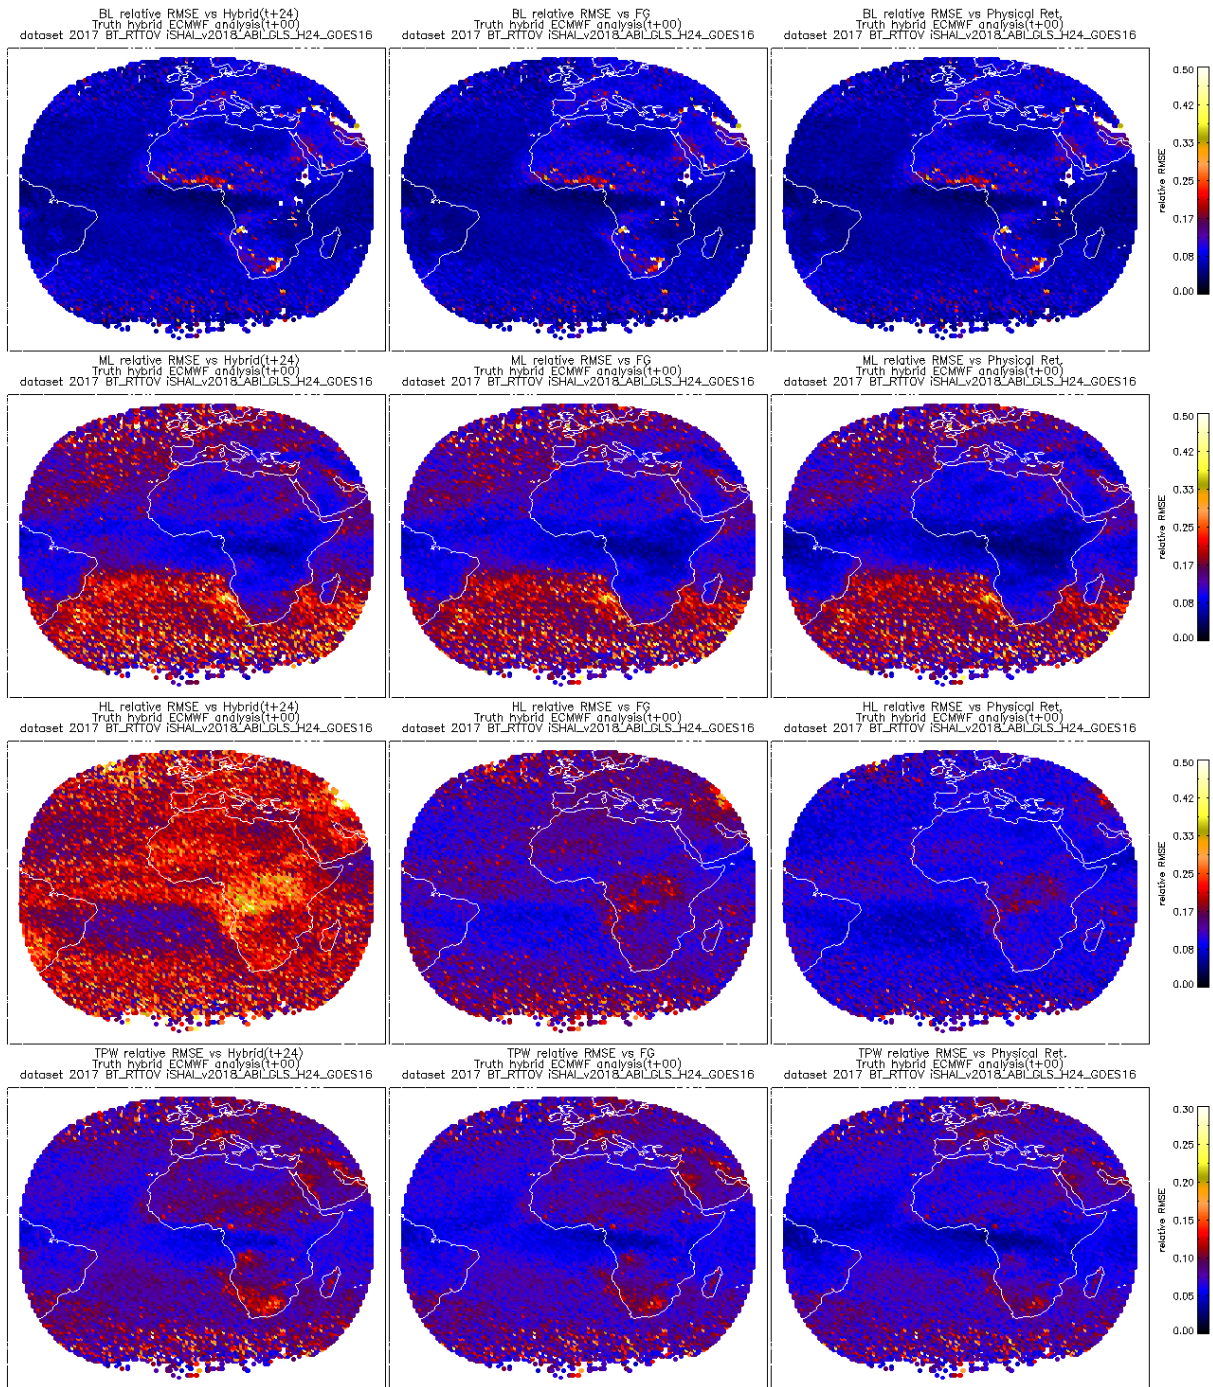 BL relative RMSE vs Hybrid(t+24)
Truth hybrid ECMWF analysis(t+00)
dataset 2017 BT_RTTOV iSHAI_v2018_ABI_GLS_H24_GOES16
BL relative RMSE vs FG
Truth hybrid ECMWF analysis(t+00)
dataset 2017 BT_RTTOV iSHAI_v2018_ABI_GLS_H24_GOES16
BL relative RMSE vs Physical Ret.
Truth hybrid ECMWF analysis(t+00)
dataset 2017 BT_RTTOV iSHAI_v2018_ABI_GLS_H24_GOES16
0.50
0.42
0.33
0.25
0.17
0.08
0.00
relative RMSE
ML relative RMSE vs Hybrid(t+24)
Truth hybrid ECMWF analysis(t+00)
dataset 2017 BT_RTTOV iSHAI_v2018_ABI_GLS_H24_GOES16
ML relative RMSE vs FG
Truth hybrid ECMWF analysis(t+00)
dataset 2017 BT_RTTOV iSHAI_v2018_ABI_GLS_H24_GOES16
ML relative RMSE vs Physical Ret.
Truth hybrid ECMWF analysis(t+00)
dataset 2017 BT_RTTOV iSHAI_v2018_ABI_GLS_H24_GOES16
0.50
0.42
0.33
0.25
0.17
0.08
0.00
relative RMSE
HL relative RMSE vs Hybrid(t+24)
Truth hybrid ECMWF analysis(t+00)
dataset 2017 BT_RTTOV iSHAI_v2018_ABI_GLS_H24_GOES16
HL relative RMSE vs FG
Truth hybrid ECMWF analysis(t+00)
dataset 2017 BT_RTTOV iSHAI_v2018_ABI_GLS_H24_GOES16
HL relative RMSE vs Physical Ret.
Truth hybrid ECMWF analysis(t+00)
dataset 2017 BT_RTTOV iSHAI_v2018_ABI_GLS_H24_GOES16
0.50
0.42
0.33
0.25
0.17
0.08
0.00
relative RMSE
TPW relative RMSE vs Hybrid(t+24)
Truth hybrid ECMWF analysis(t+00)
dataset 2017 BT_RTTOV iSHAI_v2018_ABI_GLS_H24_GOES16
TPW relative RMSE vs FG
Truth hybrid ECMWF analysis(t+00)
dataset 2017 BT_RTTOV iSHAI_v2018_ABI_GLS_H24_GOES16
TPW relative RMSE vs Physical Ret.
Truth hybrid ECMWF analysis(t+00)
dataset 2017 BT_RTTOV iSHAI_v2018_ABI_GLS_H24_GOES16
0.30
0.25
0.20
0.15
0.10
0.05
0.00
relative RMSE